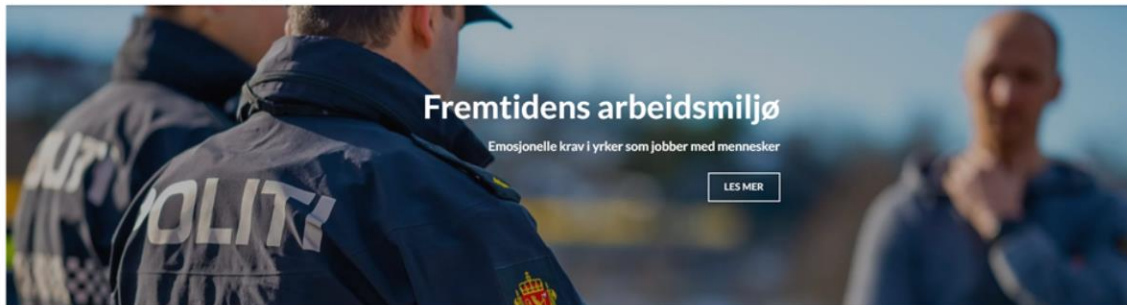 Fremtidens arbeidsmiljø
Emosjonelle krav i yrker som jobber med mennesker
LES MER
POLITI